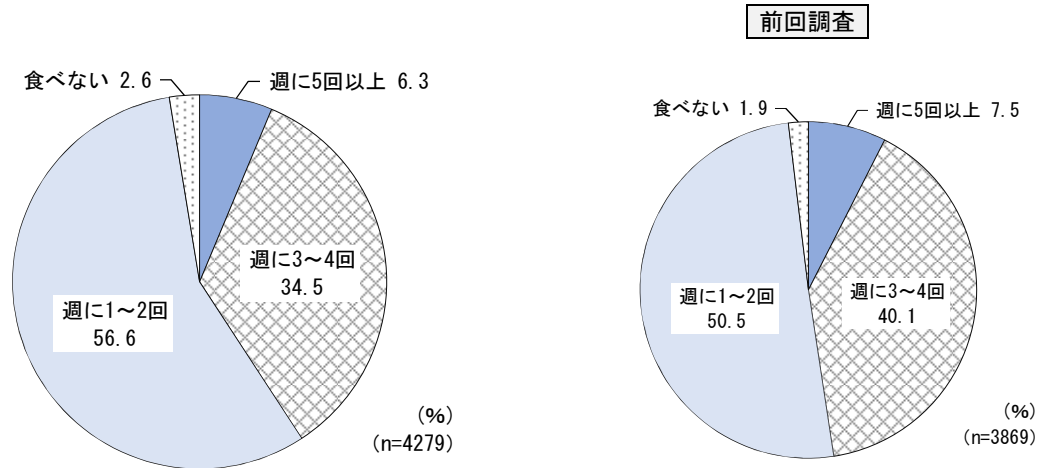 前回調査
食べない 2.6
週に5回以上 6.3
週に3～4回
34.5
週に1～2回
56.6
(%)
(n=4279)
食べない 1.9
週に5回以上 7.5
週に3～4回
40.1
週に1～2回
50.5
(%)
(n=3869)